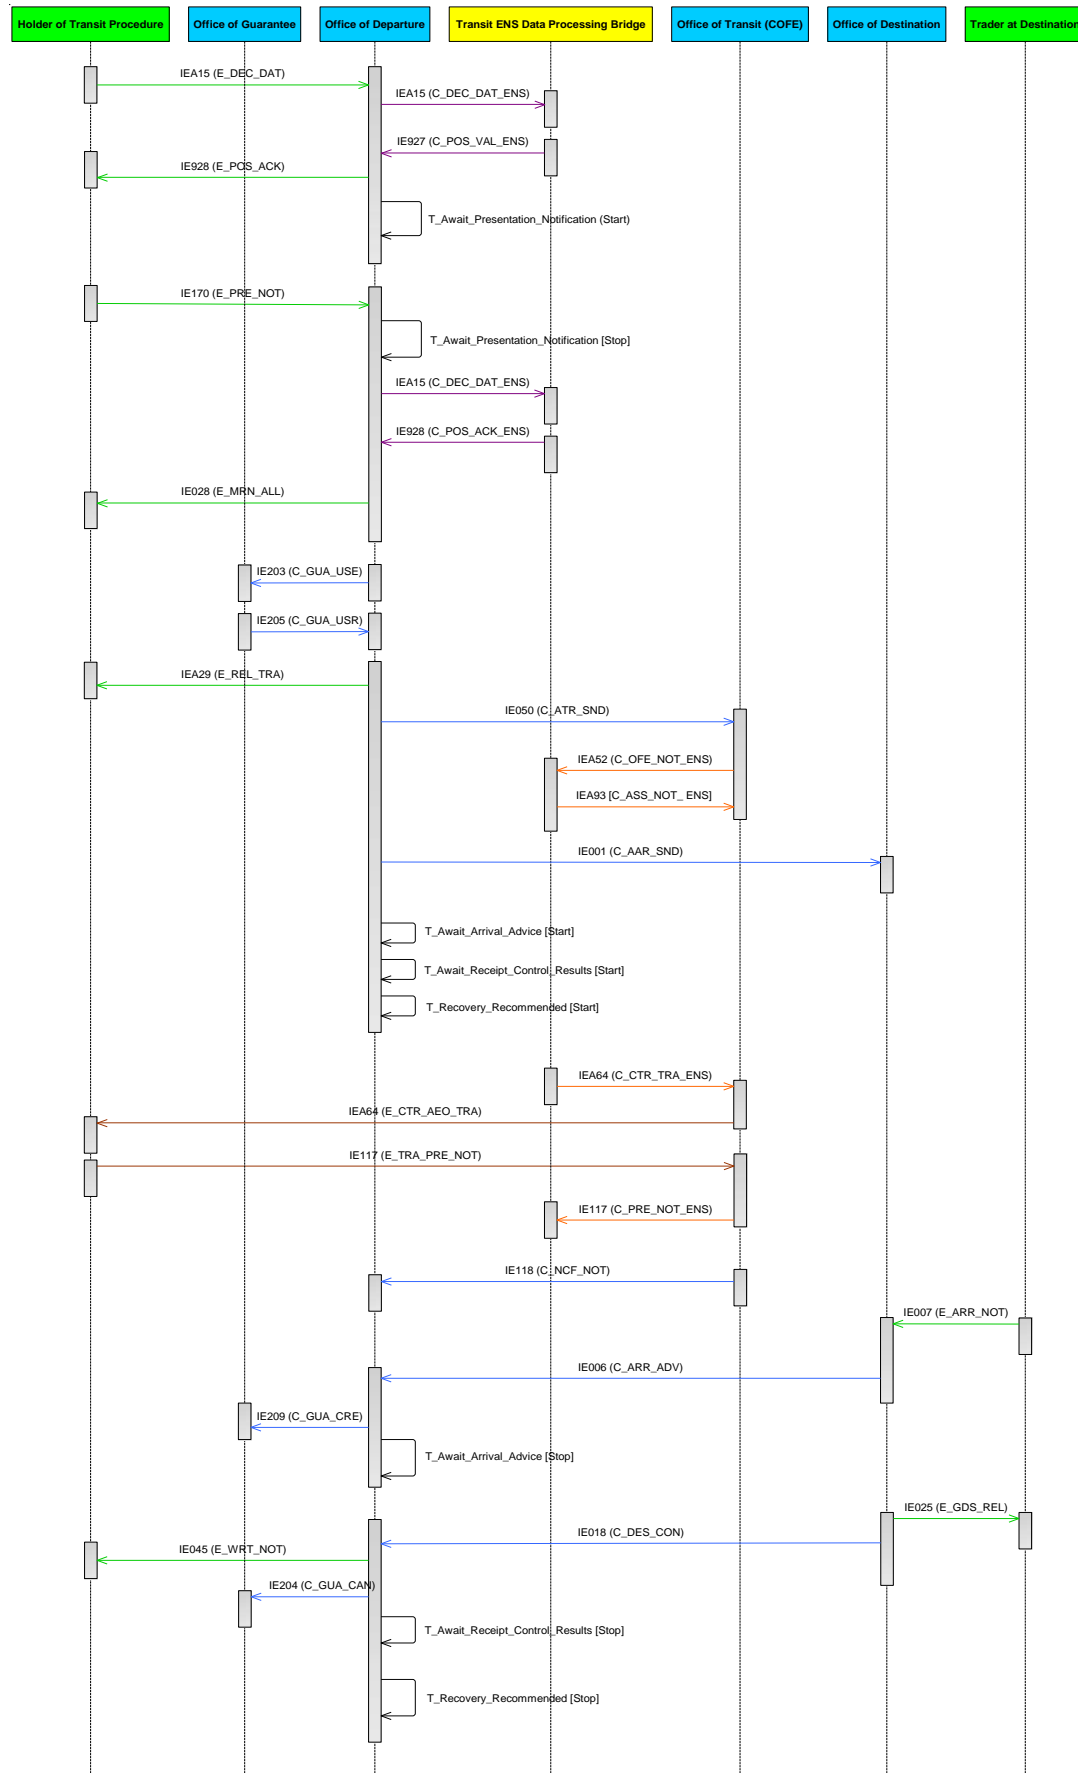 Holder of Transit Procedure
Office of Guarantee
Office of Departure
Transit ENS Data Processing Bridge
Office of Transit (COFE)
Office of Destination
Trader at Destination
IEA15 (E_DEC_DAT)
IEA15 (C_DEC_DAT_ENS)
IE927 (C_POS_VAL_ENS)
IE928 (E_POS_ACK)
T_Await_Presentation_Notification (Start)
IE170 (E_PRE_NOT)
T_Await_Presentation_Notification [Stop]
IEA15 (C_DEC_DAT_ENS)
IE928 (C_POS_ACK_ENS)
IE028 (E_MRN_ALL)
IE203 (C_GUA_USE)
IE205 (C_GUA_USR)
IEA29 (E_REL_TRA)
IE050 (C_ATR_SND)
IEA52 (C_OFE_NOT_ENS)
IEA93 [C_ASS_NOT_ ENS]
IE001 (C_AAR_SND)
T_Await_Arrival_Advice [Start]
T_Await_Receipt_Control_Results [Start]
T_Recovery_Recommended [Start]
IEA64 (C_CTR_TRA_ENS)
IEA64 (E_CTR_AEO_TRA)
IE117 (E_TRA_PRE_NOT)
IE117 (C_PRE_NOT_ENS)
IE118 (C_NCF_NOT)
IE007 (E_ARR_NOT)
IE006 (C_ARR_ADV)
IE209 (C_GUA_CRE)
T_Await_Arrival_Advice [Stop]
IE025 (E_GDS_REL)
IE018 (C_DES_CON)
IE045 (E_WRT_NOT)
IE204 (C_GUA_CAN)
T_Await_Receipt_Control_Results [Stop]
T_Recovery_Recommended [Stop]